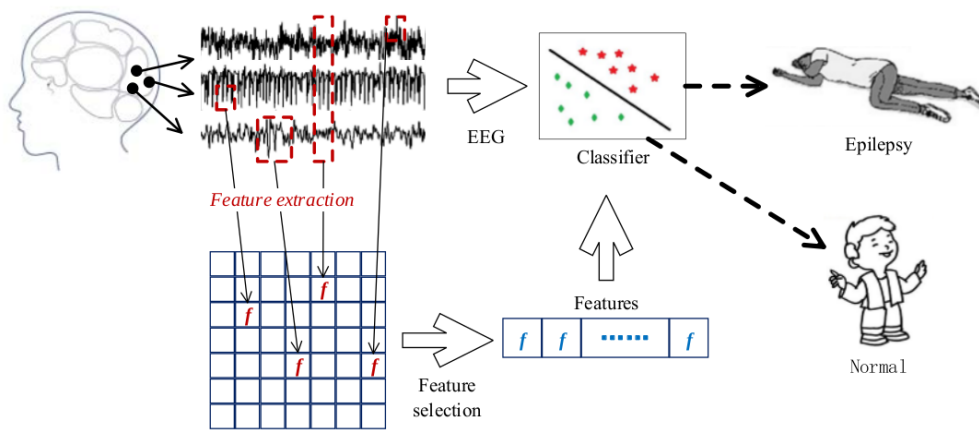 EEG
Classifier
Epilepsy
Feature extraction
f
f
f
f
Features
f f ...... f
Feature
selection
Normal